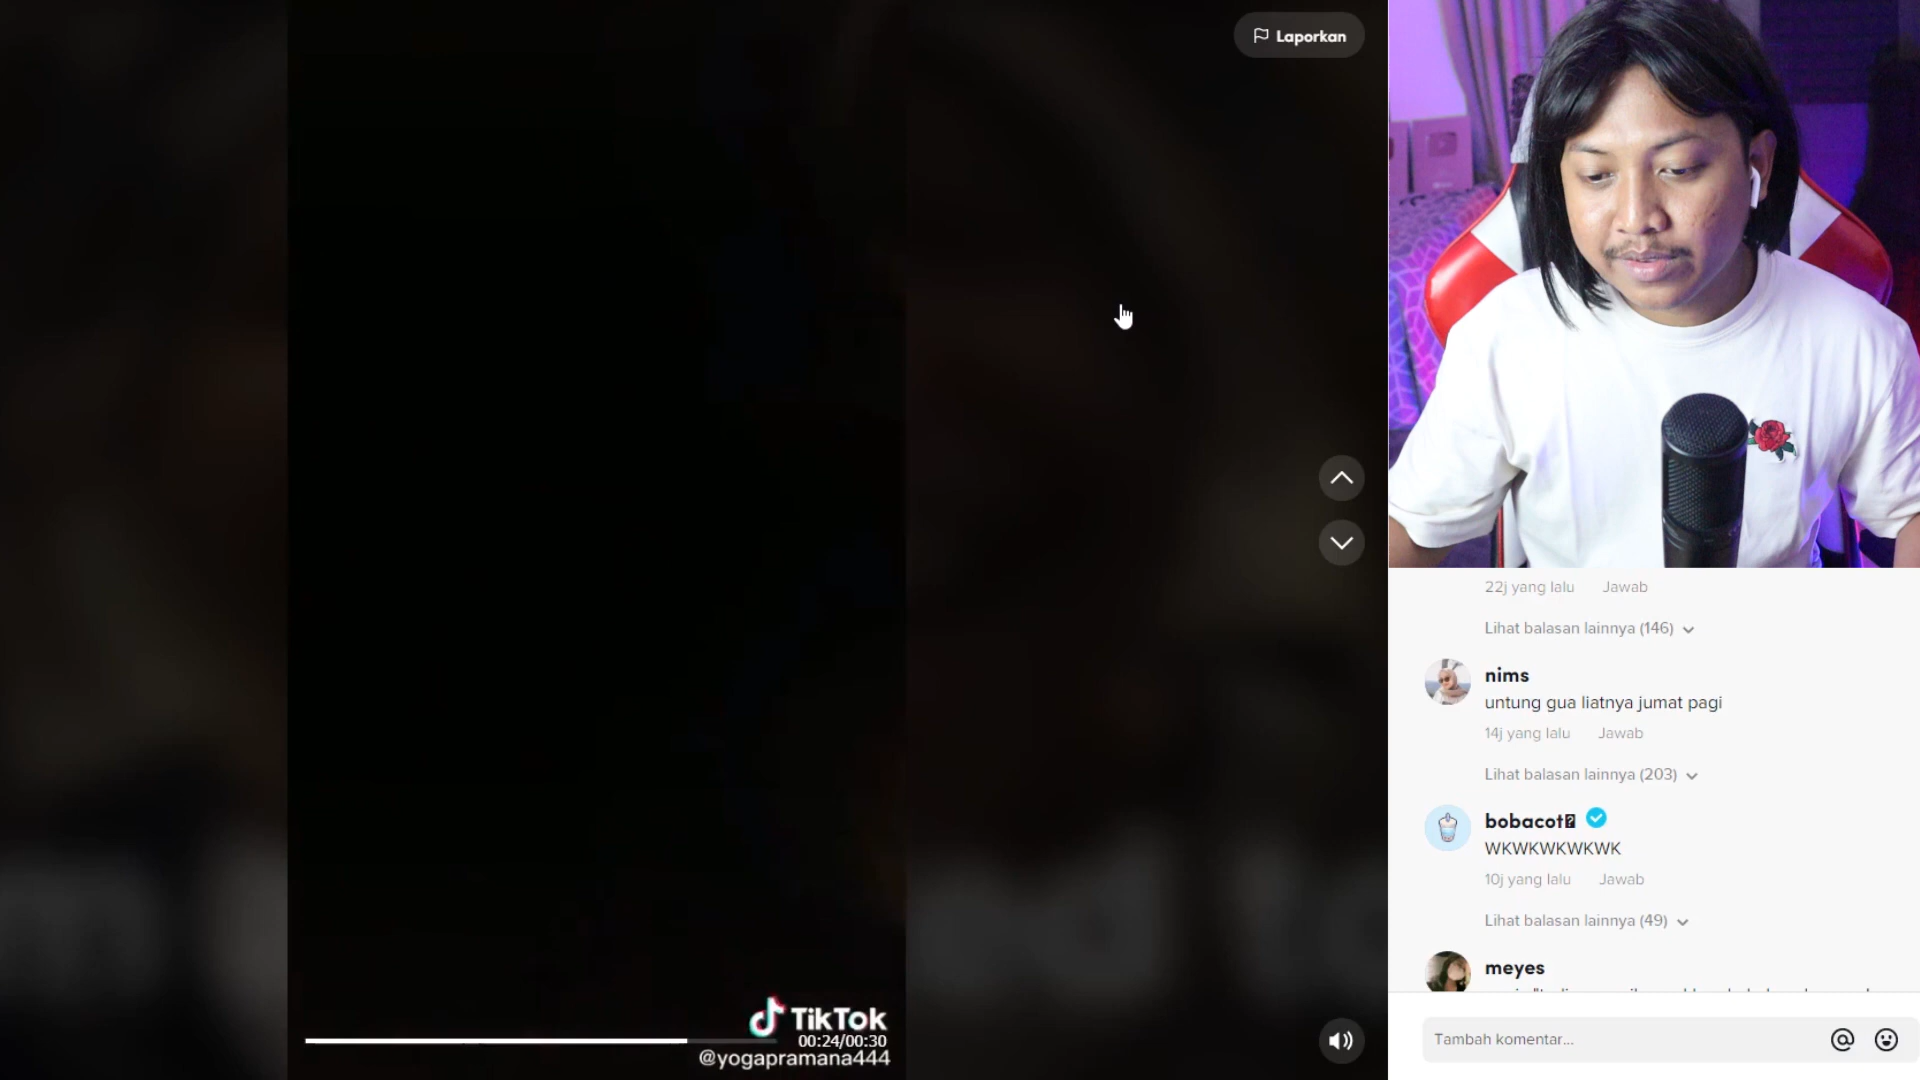 Laporkan
TikTok
00:24/00:30
@yogapramana444
22j yang lalu Jawab
Lihat balasan lainnya (146)
nims
untung gua liatnya jumat pagi
14j yang lalu Jawab
Lihat balasan lainnya (203)
bobacot
WKWKWKWKWK
10j yang lalu Jawab
Lihat balasan lainnya (49)
meyes
Tambah komentar...